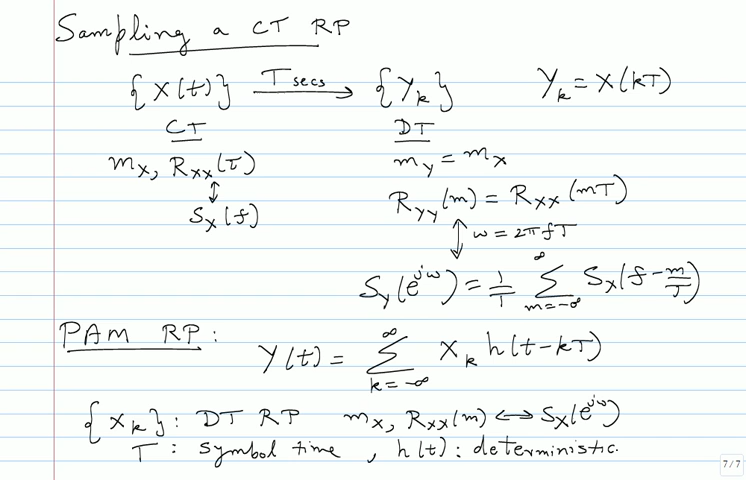 Sampling a CT RP
{X(t)} T secs → {Y_k} Y_k = X(kT)
CT DT
m_X, R_XX(τ) m_Y = m_X
↕ R_YY(m) = R_XX(mT)
S_X(f) ↕ ω = 2πfT
S_Y(e^{jω}) = 1/T ∑_{m=-∞}^{∞} S_X(f - m/T)
PAM RP: Y(t) = ∑_{k=-∞}^{∞} X_k h(t-kT)
{X_k}: DT RP m_X, R_XX(m) ↔ S_X(e^{jω})
T: symbol time, h(t): deterministic.
7/7